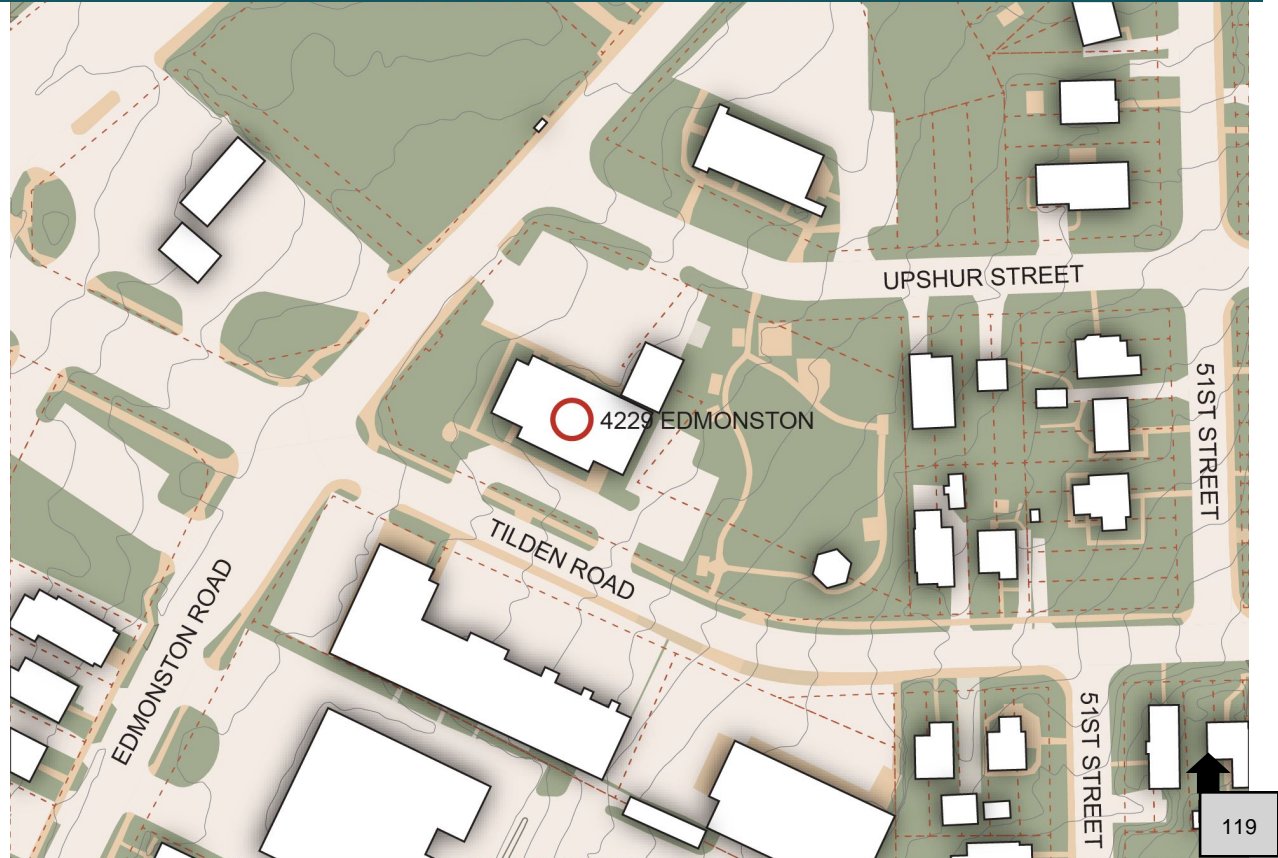 UPSHUR STREET
51ST STREET
4229 EDMONSTON
TILDEN ROAD
EDMONSTON ROAD
51ST STREET
119